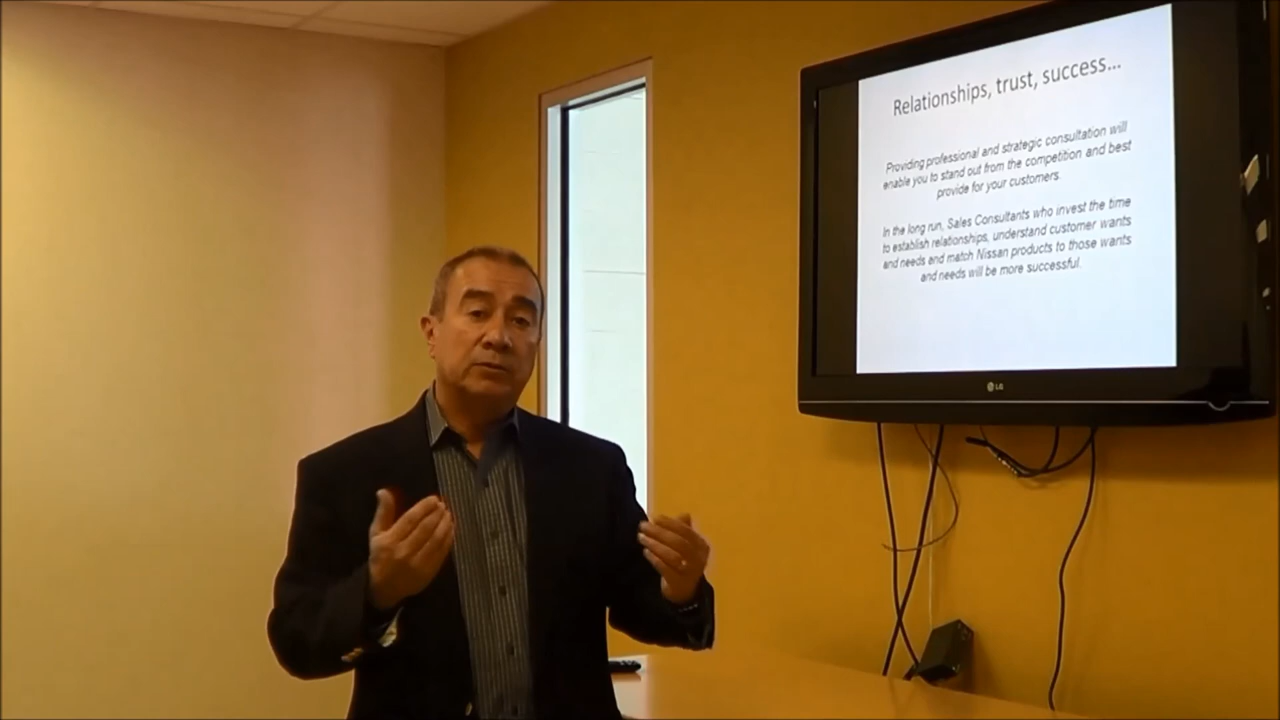 Relationships, trust, success...
Providing professional and strategic consultation will
enable you to stand out from the competition and best
provide for your customers.
In the long run, Sales Consultants who invest the time
to establish relationships, understand customer wants
and needs and match Nissan products to those wants
and needs will be more successful.
LG